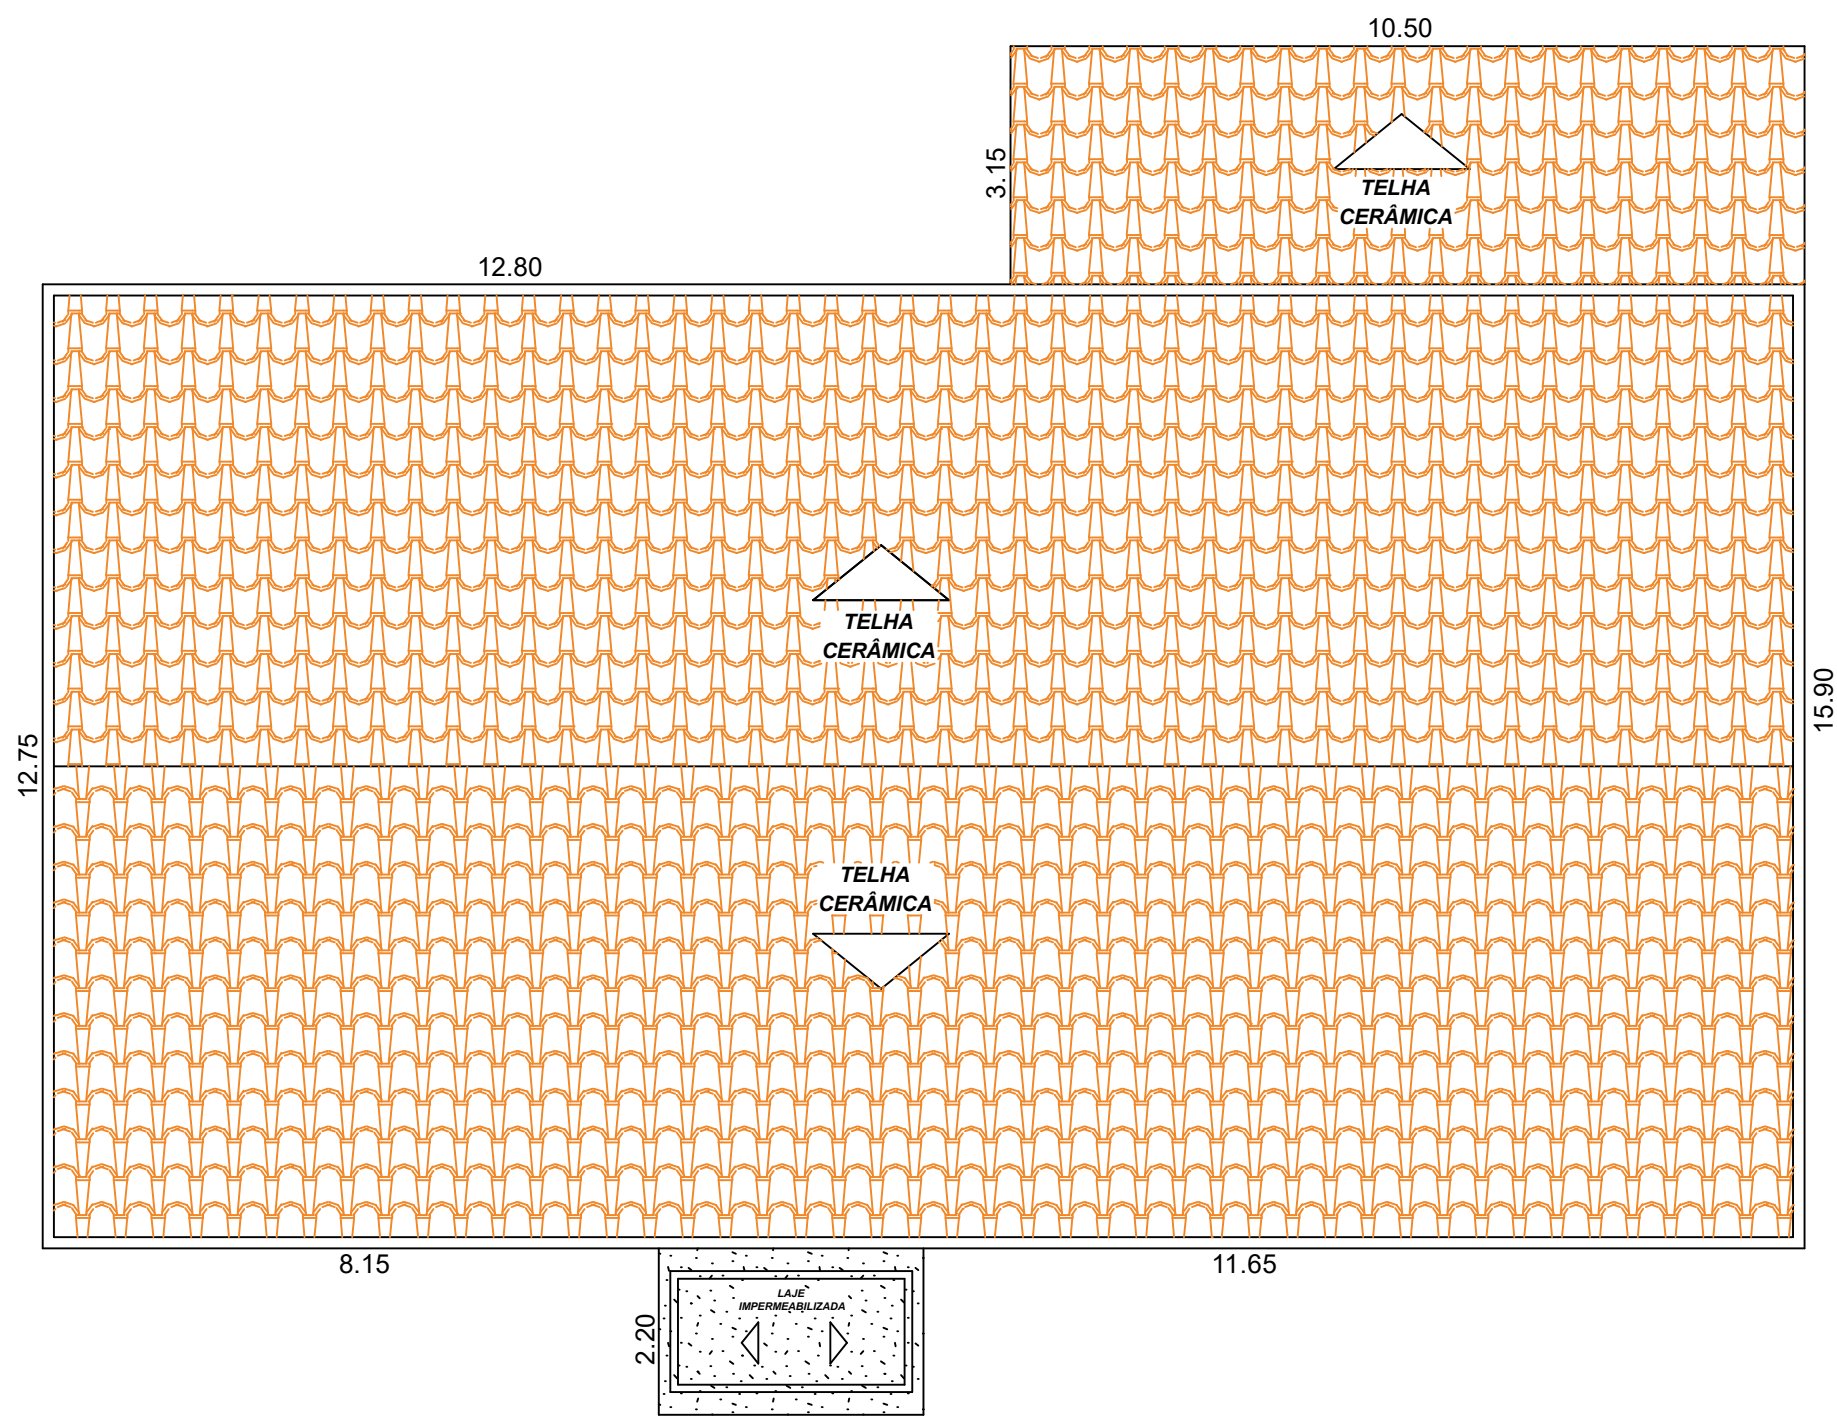 10.50
3.15
TELHA
CERÂMICA
12.80
TELHA
CERÂMICA
15.90
12.75
TELHA
CERÂMICA
8.15
11.65
LAJE
IMPERMEABILIZADA
2.20